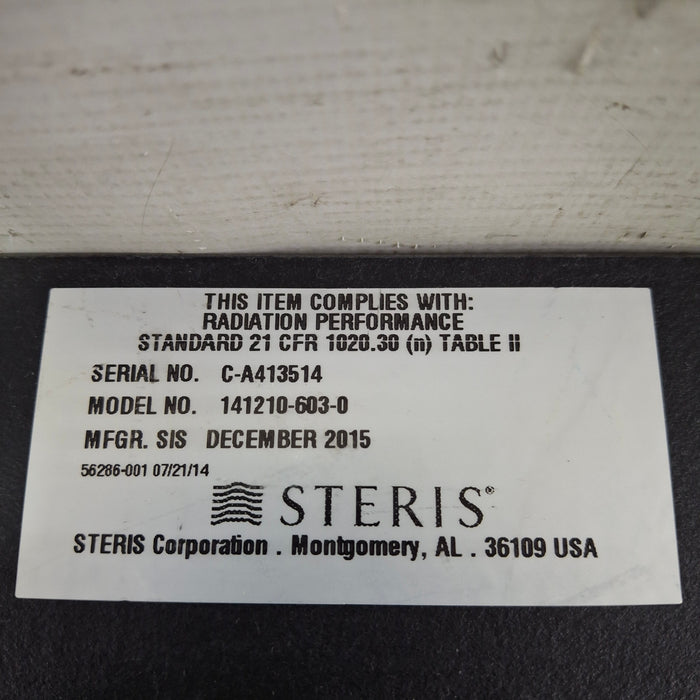 THIS ITEM COMPLIES WITH:
RADIATION PERFORMANCE
STANDARD 21 CFR 1020.30 (n) TABLE II
SERIAL NO. C-A413514
MODEL NO. 141210-603-0
MFGR. SIS DECEMBER 2015
56286-001 07/21/14
STERIS®
STERIS Corporation . Montgomery, AL . 36109 USA